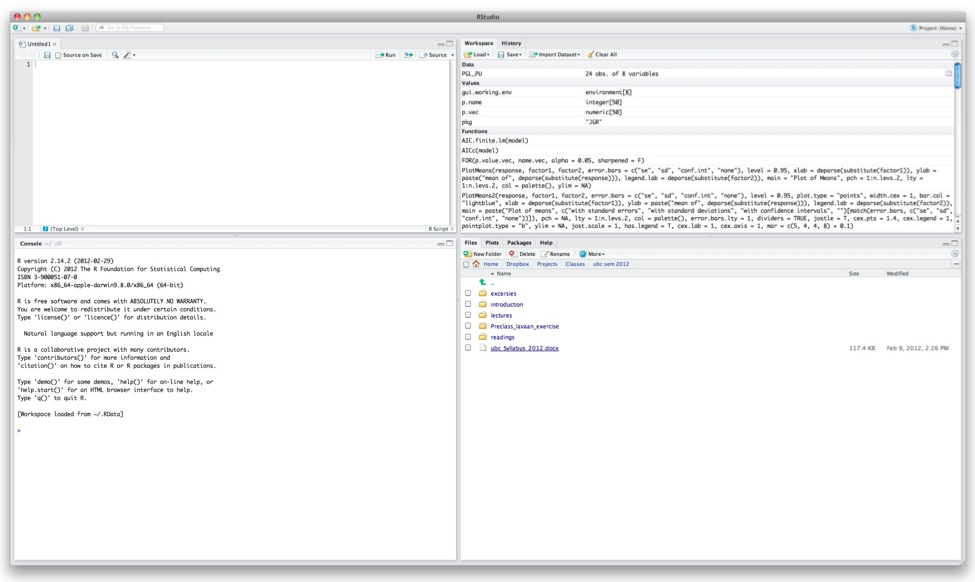 RStudio
Go to file/function
Project: (None)
Untitled1
Source on Save
Run
Source
1
1:1 (Top Level)
R Script
Console ~/
R version 2.14.2 (2012-02-29)
Copyright (C) 2012 The R Foundation for Statistical Computing
ISBN 3-900051-07-0
Platform: x86_64-apple-darwin9.8.0/x86_64 (64-bit)
R is free software and comes with ABSOLUTELY NO WARRANTY.
You are welcome to redistribute it under certain conditions.
Type 'license()' or 'licence()' for distribution details.
Natural language support but running in an English locale
R is a collaborative project with many contributors.
Type 'contributors()' for more information and
'citation()' on how to cite R or R packages in publications.
Type 'demo()' for some demos, 'help()' for on-line help, or
'help.start()' for an HTML browser interface to help.
Type 'q()' to quit R.
[Workspace loaded from ~/.RData]
>
Workspace History
Load Save Import Dataset Clear All
Data
PGL_PU 24 obs. of 8 variables
Values
gui.working.env environment[8]
p.name integer[50]
p.vec numeric[50]
pkg "JGR"
Functions
AIC.finite.lm(model)
AICc(model)
FDR(p.value.vec, name.vec, alpha = 0.05, sharpened = F)
PlotMeans(response, factor1, factor2, error.bars = c("se", "sd", "conf.int", "none"), level = 0.95, xlab = deparse(substitute(factor1)), ylab =
paste("mean of", deparse(substitute(response))), legend.lab = deparse(substitute(factor2)), main = "Plot of Means", pch = 1:n.levs.2, lty =
1:n.levs.2, col = palette(), ylim = NA)
PlotMeans2(response, factor1, factor2, error.bars = c("se", "sd", "conf.int", "none"), level = 0.95, plot.type = "points", width.cex = 1, bar.col =
"lightblue", xlab = deparse(substitute(factor1)), ylab = paste("mean of", deparse(substitute(response))), legend.lab = deparse(substitute(factor2)),
main = paste("Plot of means", c("with standard errors", "with standard deviations", "with confidence intervals", "")[match(error.bars, c("se", "sd",
"conf.int", "none"))]), pch = NA, lty = 1:n.levs.2, col = palette(), error.bars.lty = 1, dividers = TRUE, jostle = T, cex.pts = 1.4, cex.legend = 1,
pointplot.type = "b", ylim = NA, jost.scale = 1, has.legend = T, cex.lab = 1, cex.axis = 1, mar = c(5, 4, 4, 8) + 0.1)
Files Plots Packages Help
New Folder Delete Rename More
Home Dropbox Projects Classes ubc sem 2012
Name Size Modified
..
excersies
introduction
lectures
Preclass_lavaan_exercise
readings
ubc_Syllabus_2012.docx 117.4 KB Feb 9, 2012, 2:26 PM